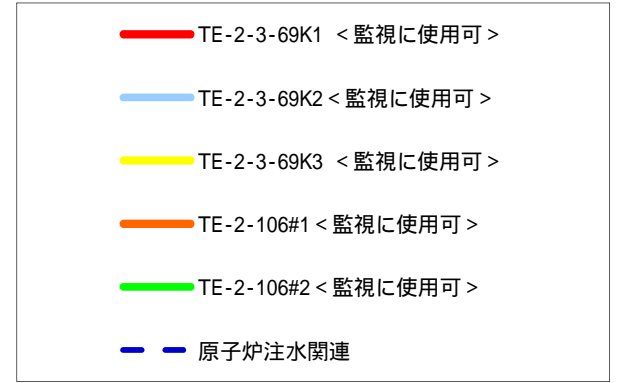 TE-2-3-69K1 <監視に使用可>
TE-2-3-69K2<監視に使用可>
TE-2-3-69K3 <監視に使用可>
TE-2-106#1<監視に使用可>
TE-2-106#2<監視に使用可>
原子炉注水関連